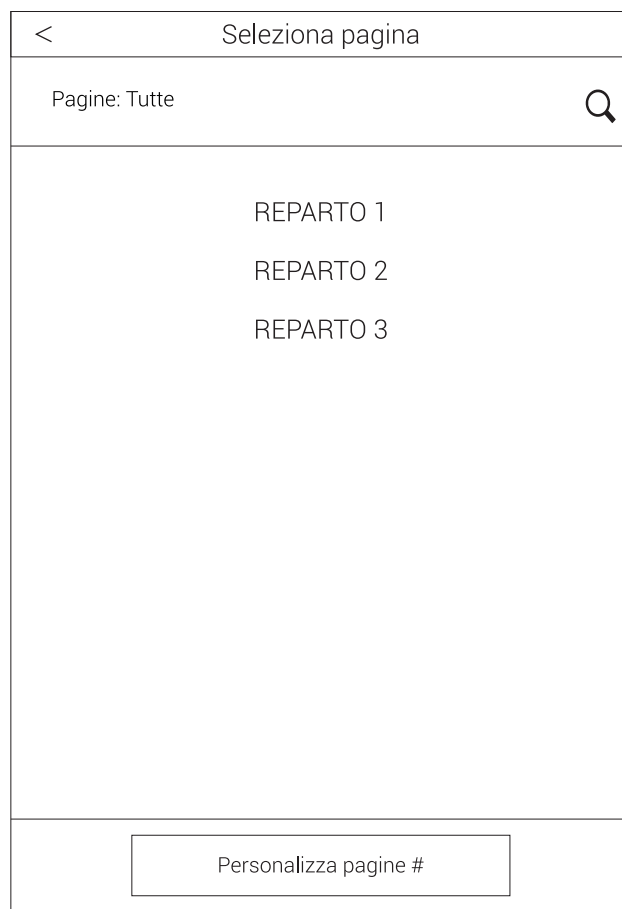 < Seleziona pagina
Pagine: Tutte
REPARTO 1
REPARTO 2
REPARTO 3
Personalizza pagine #